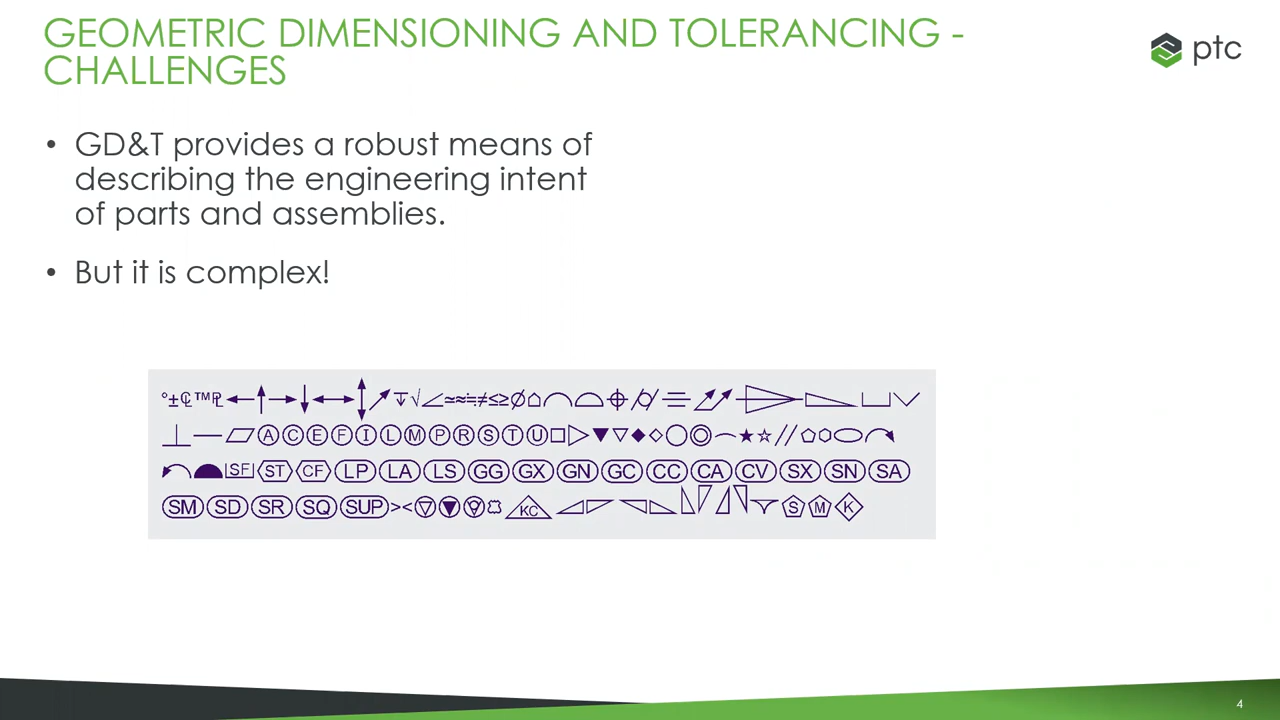 GEOMETRIC DIMENSIONING AND TOLERANCING -
CHALLENGES
ptc
• GD&T provides a robust means of
describing the engineering intent
of parts and assemblies.
• But it is complex!
°±℄™⅊←↑→↓↔↕↗↧√∠≃≈≒≠≤≥⌀⌂⌒⌓⌖⌭⌯⌰⌲⌳⌴⌵
⊥—▱ⒶⒸⒺⒻⒾⓁⓂⓅⓇⓈⓉⓊ□▷▼▽◆◇○◎⌢★☆//⬠⬡⬭↷
↶◓SF ST CF LP LA LS GG GX GN GC CC CA CV SX SN SA
SM SD SR SQ SUP >< KC S M K
4